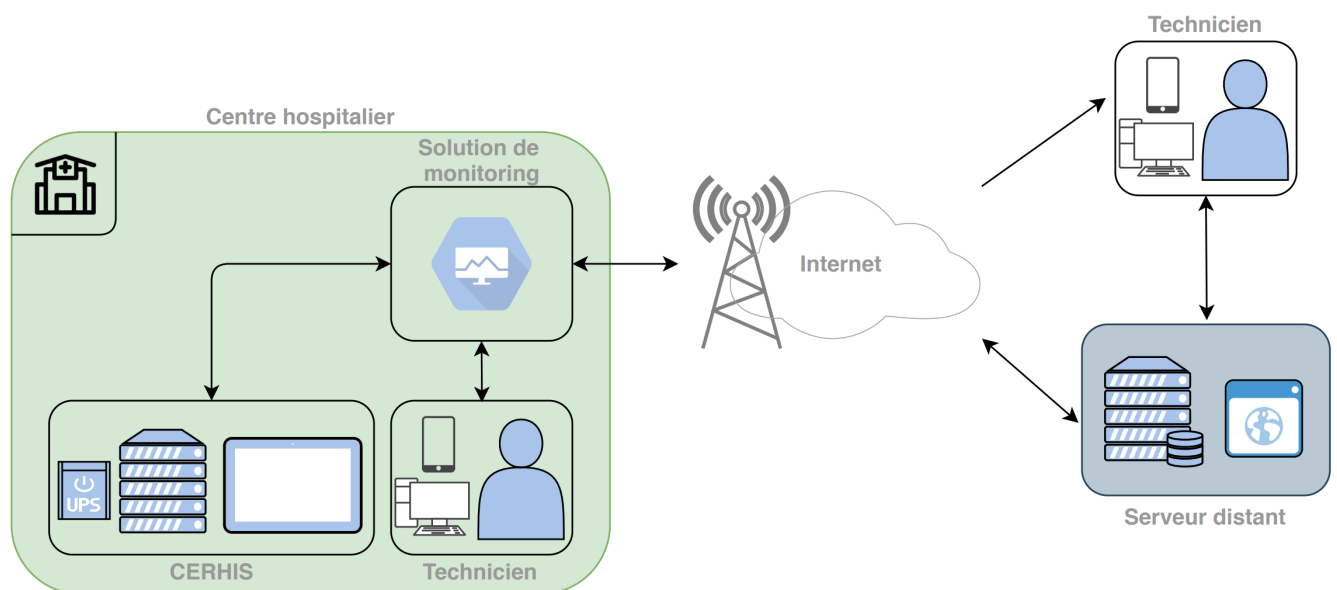 Technicien
Centre hospitalier
Solution de
monitoring
Internet
UPS
CERHIS
Technicien
Serveur distant